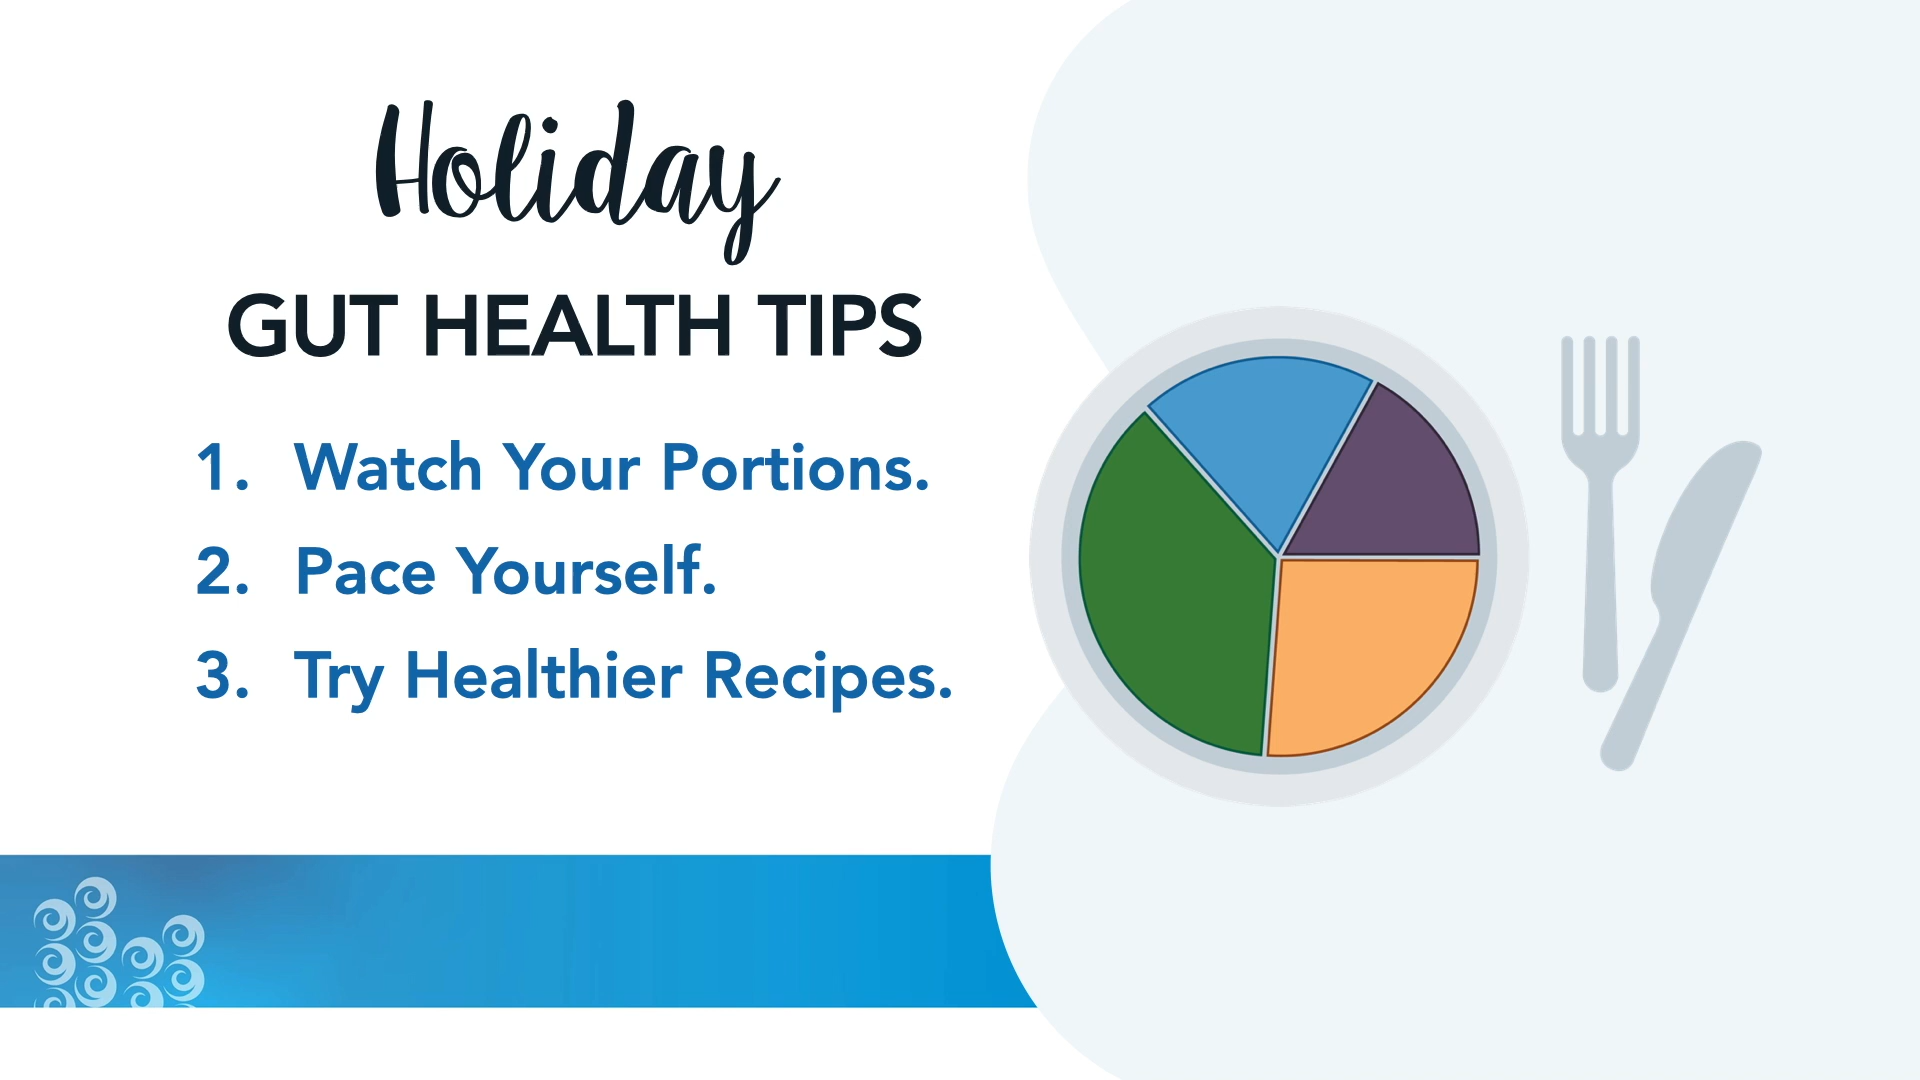 Holiday
GUT HEALTH TIPS
1. Watch Your Portions.
2. Pace Yourself.
3. Try Healthier Recipes.